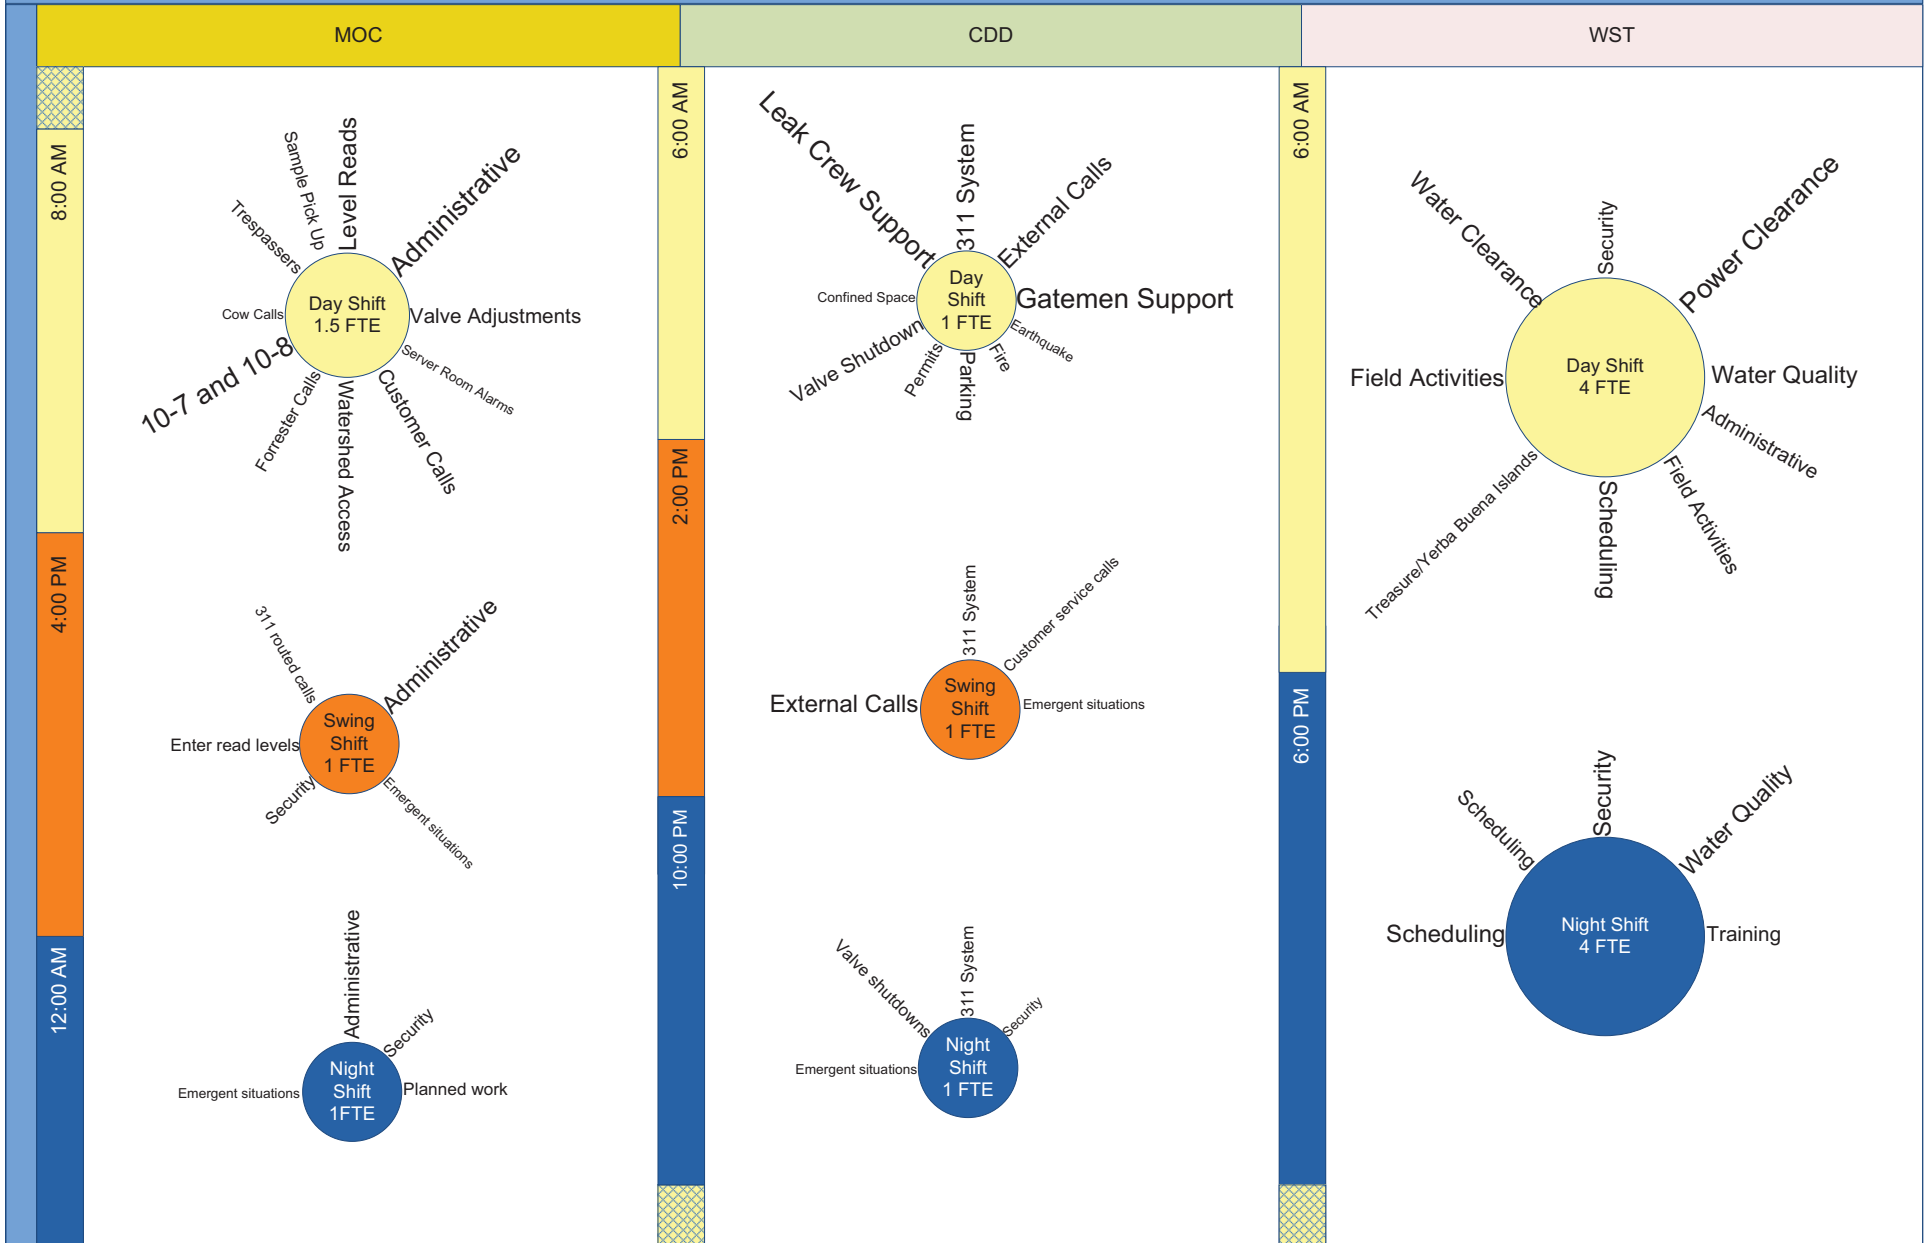 MOC
CDD
WST
8:00 AM
4:00 PM
12:00 AM
Sample Pick Up
Level Reads
Administrative
Trespassers
Cow Calls
Day Shift
1.5 FTE
Valve Adjustments
10-7 and 10-8
Server Room Alarms
Forrester Calls
Watershed Access
Customer Calls
311 routed calls
Administrative
Enter read levels
Swing
Shift
1 FTE
Security
Emergent situations
Administrative
Security
Emergent situations
Night
Shift
1FTE
Planned work
6:00 AM
2:00 PM
10:00 PM
Leak Crew Support
311 System
External Calls
Confined Space
Day
Shift
1 FTE
Gatemen Support
Valve Shutdown
Permits
Parking
Fire
Earthquake
311 System
Customer service calls
External Calls
Swing
Shift
1 FTE
Emergent situations
Valve shutdowns
311 System
Security
Emergent situations
Night
Shift
1 FTE
6:00 AM
6:00 PM
Water Clearance
Security
Power Clearance
Field Activities
Day Shift
4 FTE
Water Quality
Administrative
Treasure/Yerba Buena Islands
Scheduling
Field Activities
Scheduling
Security
Water Quality
Scheduling
Night Shift
4 FTE
Training